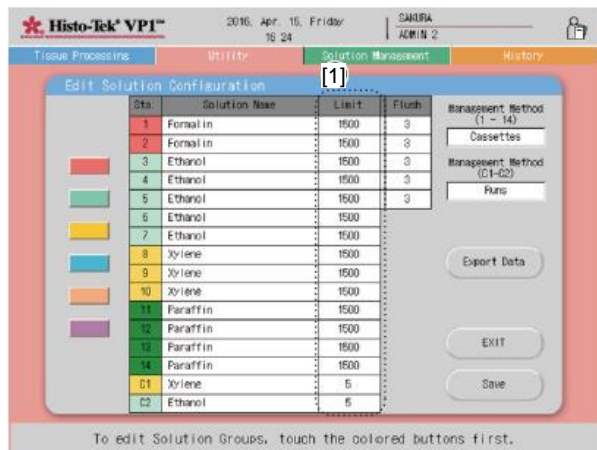 Histo-Tek® VP1™ 2016. Apr. 15, Friday SAKURA
16 24 ADMIN 2
Tissue Processing Utility Solution Management History
[1]
Edit Solution Configuration
Stn. Solution Name Limit Flush
1 Formalin 1500 3
2 Formalin 1500 3
3 Ethanol 1500 3
4 Ethanol 1500 3
5 Ethanol 1500 3
6 Ethanol 1500
7 Ethanol 1500
8 Xylene 1500
9 Xylene 1500
10 Xylene 1500
11 Paraffin 1500
12 Paraffin 1500
13 Paraffin 1500
14 Paraffin 1500
C1 Xylene 5
C2 Ethanol 5
Management Method
(1 - 14)
Cassettes
Management Method
(C1-C2)
Runs
Export Data
EXIT
Save
To edit Solution Groups, touch the colored buttons first.